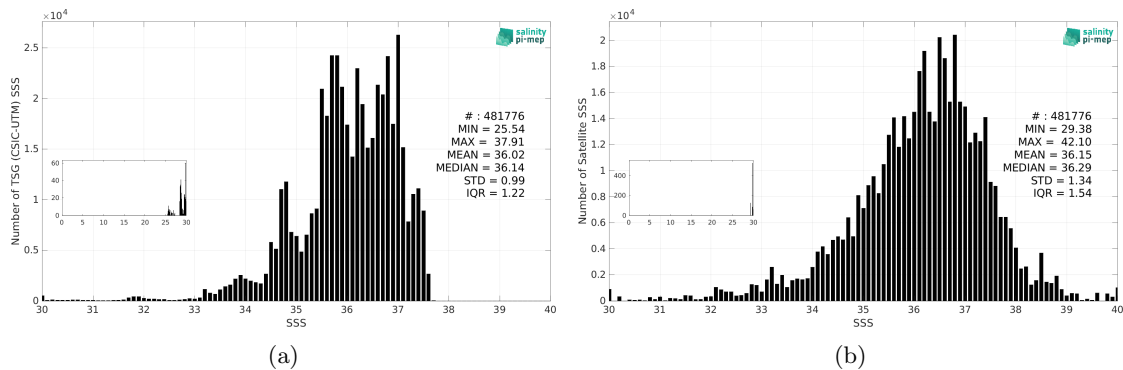 ×10⁴
Number of TSG (CSIC-UTM) SSS
2.5
2
1.5
1
0.5
0
30 31 32 33 34 35 36 37 38 39 40
SSS
salinity
pi-mep
# : 481776
MIN = 25.54
MAX = 37.91
MEAN = 36.02
MEDIAN = 36.14
STD = 0.99
IQR = 1.22
60
40
20
0
0 5 10 15 20 25 30
(a)
×10⁴
Number of Satellite SSS
2
1.8
1.6
1.4
1.2
1
0.8
0.6
0.4
0.2
0
30 31 32 33 34 35 36 37 38 39 40
SSS
salinity
pi-mep
# : 481776
MIN = 29.38
MAX = 42.10
MEAN = 36.15
MEDIAN = 36.29
STD = 1.34
IQR = 1.54
400
200
0
0 5 10 15 20 25 30
(b)